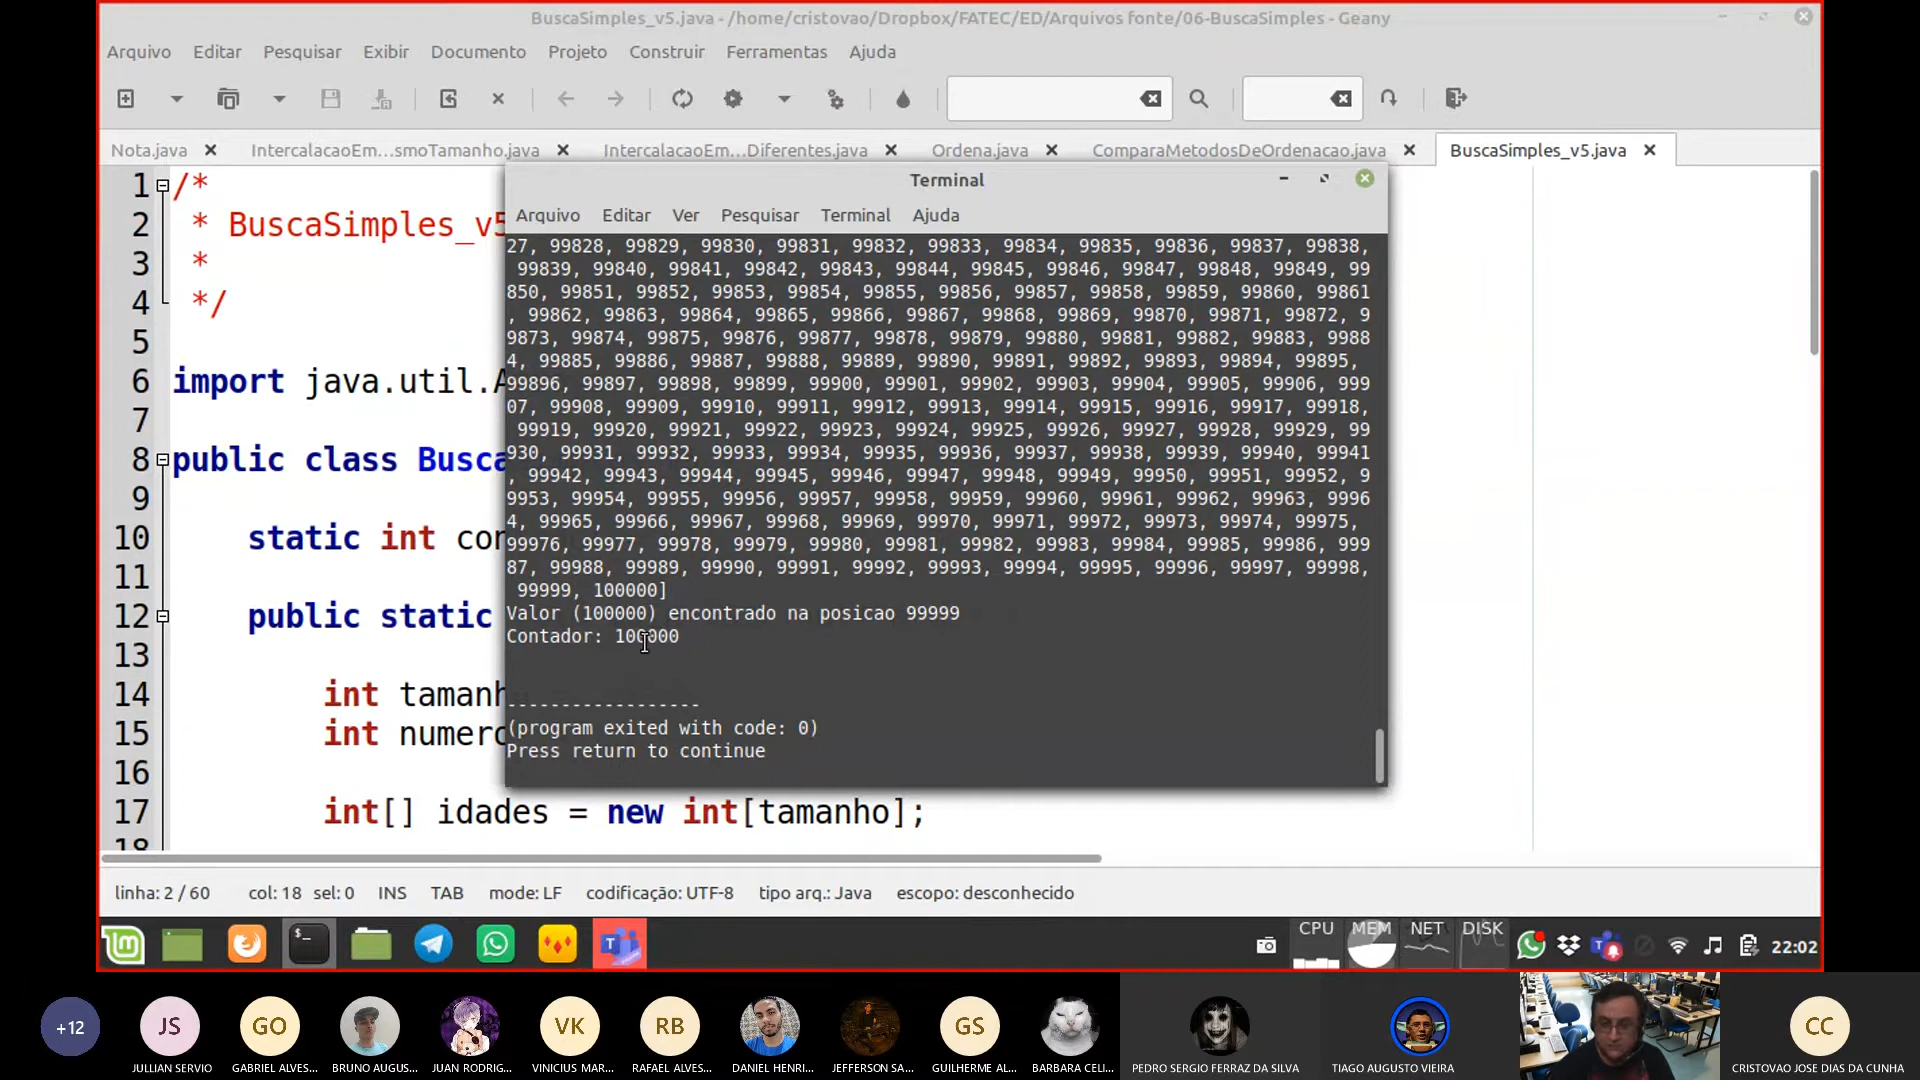 BuscaSimples_v5.java - /home/cristovao/Dropbox/FATEC/ED/Arquivos fonte/06-BuscaSimples - Geany
Arquivo Editar Pesquisar Exibir Documento Projeto Construir Ferramentas Ajuda
Nota.java IntercalacaoEm...smoTamanho.java IntercalacaoEm...Diferentes.java Ordena.java ComparaMetodosDeOrdenacao.java BuscaSimples_v5.java
1 /*
2 * BuscaSimples_v5
3 *
4 */
5
6 import java.util.A
7
8 public class Busca
9
10 static int con
11
12 public static
13
14 int tamanh
15 int numero
16
17 int[] idades = new int[tamanho];
18
Terminal
Arquivo Editar Ver Pesquisar Terminal Ajuda
27, 99828, 99829, 99830, 99831, 99832, 99833, 99834, 99835, 99836, 99837, 99838,
99839, 99840, 99841, 99842, 99843, 99844, 99845, 99846, 99847, 99848, 99849, 99
850, 99851, 99852, 99853, 99854, 99855, 99856, 99857, 99858, 99859, 99860, 99861
, 99862, 99863, 99864, 99865, 99866, 99867, 99868, 99869, 99870, 99871, 99872, 9
9873, 99874, 99875, 99876, 99877, 99878, 99879, 99880, 99881, 99882, 99883, 9988
4, 99885, 99886, 99887, 99888, 99889, 99890, 99891, 99892, 99893, 99894, 99895,
99896, 99897, 99898, 99899, 99900, 99901, 99902, 99903, 99904, 99905, 99906, 999
07, 99908, 99909, 99910, 99911, 99912, 99913, 99914, 99915, 99916, 99917, 99918,
99919, 99920, 99921, 99922, 99923, 99924, 99925, 99926, 99927, 99928, 99929, 99
930, 99931, 99932, 99933, 99934, 99935, 99936, 99937, 99938, 99939, 99940, 99941
, 99942, 99943, 99944, 99945, 99946, 99947, 99948, 99949, 99950, 99951, 99952, 9
9953, 99954, 99955, 99956, 99957, 99958, 99959, 99960, 99961, 99962, 99963, 9996
4, 99965, 99966, 99967, 99968, 99969, 99970, 99971, 99972, 99973, 99974, 99975,
99976, 99977, 99978, 99979, 99980, 99981, 99982, 99983, 99984, 99985, 99986, 999
87, 99988, 99989, 99990, 99991, 99992, 99993, 99994, 99995, 99996, 99997, 99998,
99999, 100000]
Valor (100000) encontrado na posicao 99999
Contador: 100000
------------------
(program exited with code: 0)
Press return to continue
linha: 2 / 60 col: 18 sel: 0 INS TAB mode: LF codificação: UTF-8 tipo arq.: Java escopo: desconhecido
CPU MEM NET DISK 22:02
+12 JS GO VK RB GS CC
JULLIAN SERVIO GABRIEL ALVES... BRUNO AUGUS... JUAN RODRIG... VINICIUS MAR... RAFAEL ALVES... DANIEL HENRI... JEFFERSON SA... GUILHERME AL... BARBARA CELI... PEDRO SERGIO FERRAZ DA SILVA TIAGO AUGUSTO VIEIRA CRISTOVAO JOSE DIAS DA CUNHA